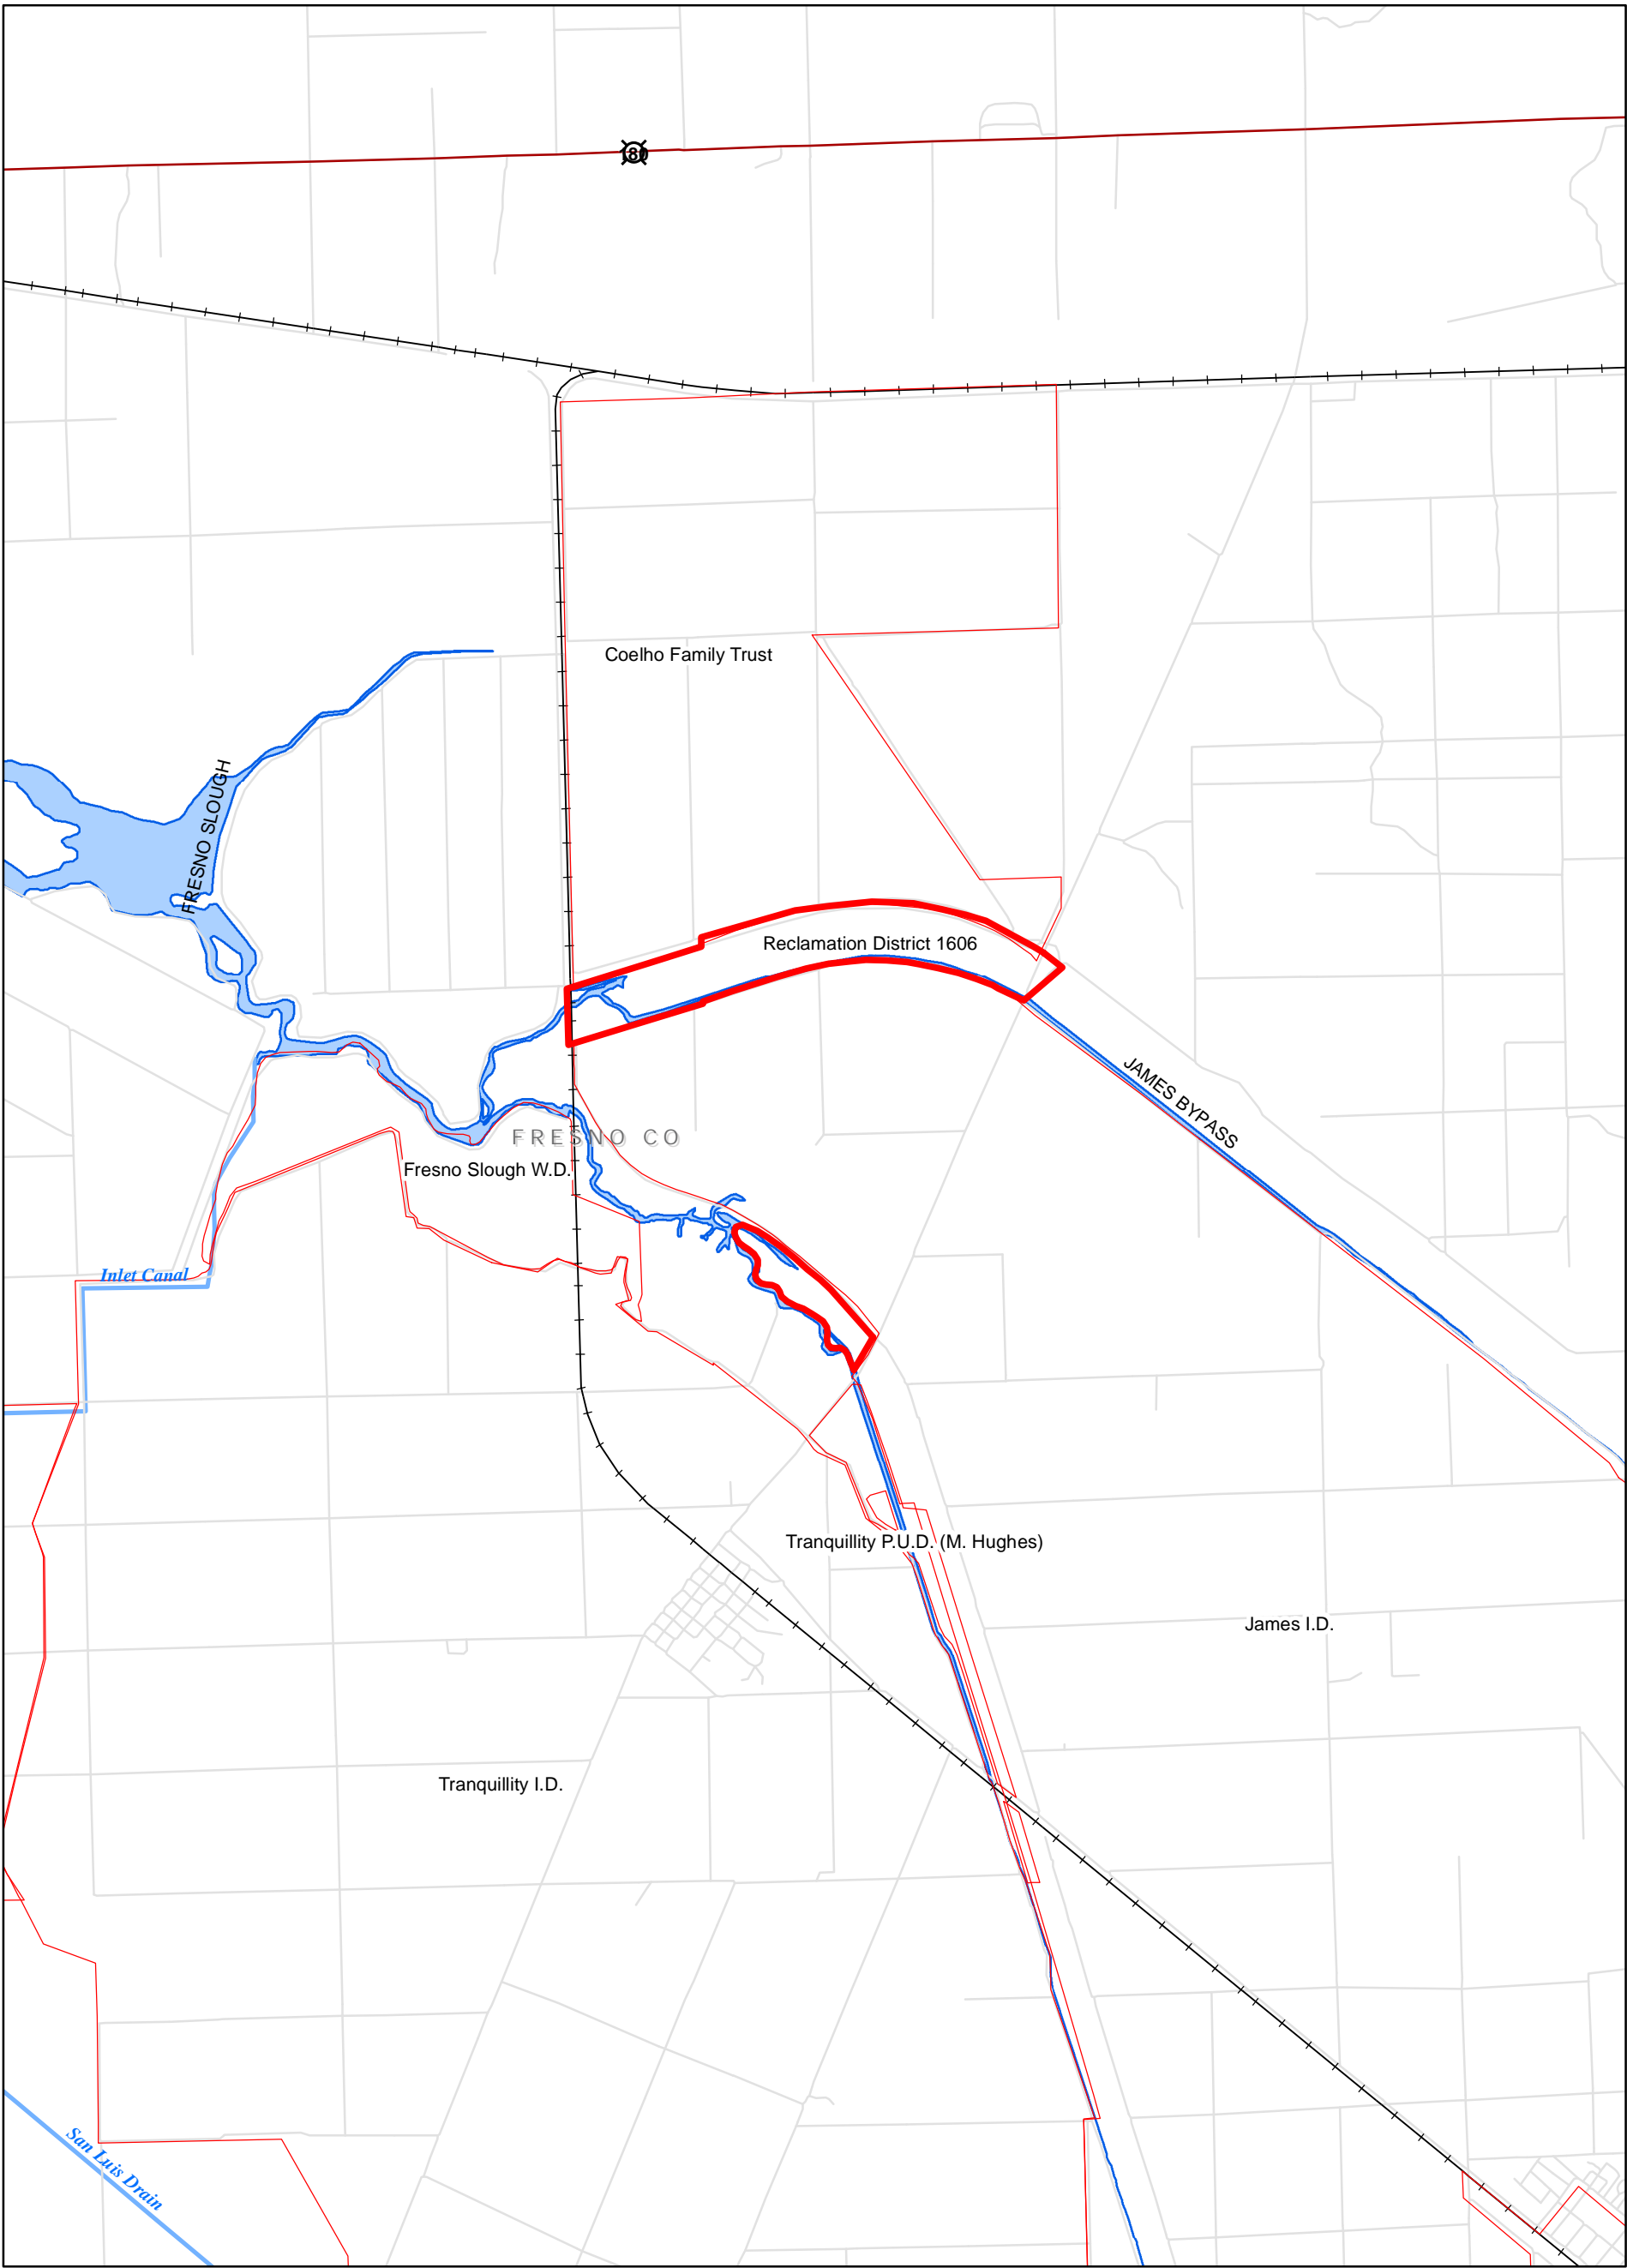 180
Coelho Family Trust
FRESNO SLOUGH
Reclamation District 1606
JAMES BYPASS
FRESNO CO
Fresno Slough W.D.
Inlet Canal
Tranquillity P.U.D. (M. Hughes)
James I.D.
Tranquillity I.D.
San Luis Drain